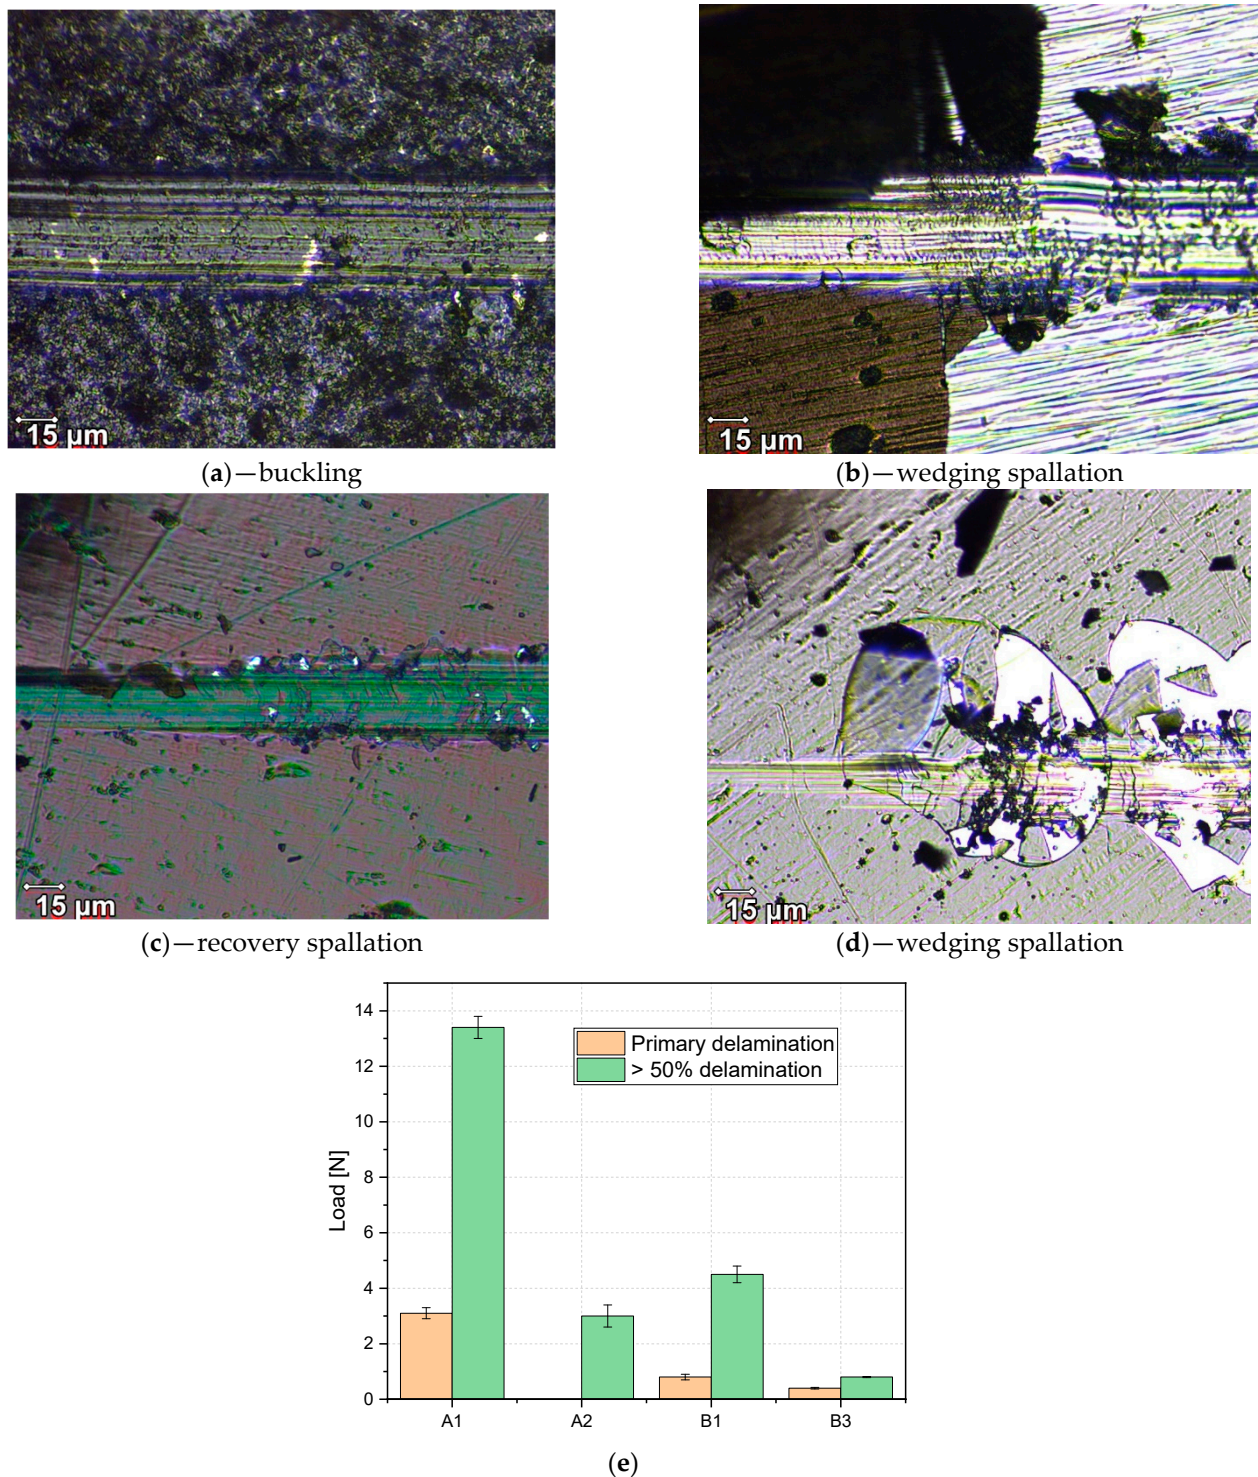 15 µm
15 µm
(a)—buckling
(b)—wedging spallation
15 µm
15 µm
(c)—recovery spallation
(d)—wedging spallation
14
12
10
8
6
4
2
0
Load [N]
Primary delamination
> 50% delamination
A1
A2
B1
B3
(e)